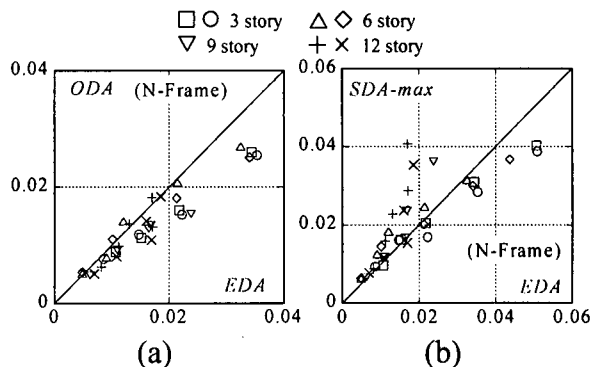 3 story 6 story
9 story 12 story
0.04
ODA (N-Frame)
0.02
EDA
0
0 0.02 0.04
(a)
0.06
SDA-max
0.04
0.02
(N-Frame)
EDA
0
0 0.02 0.04 0.06
(b)